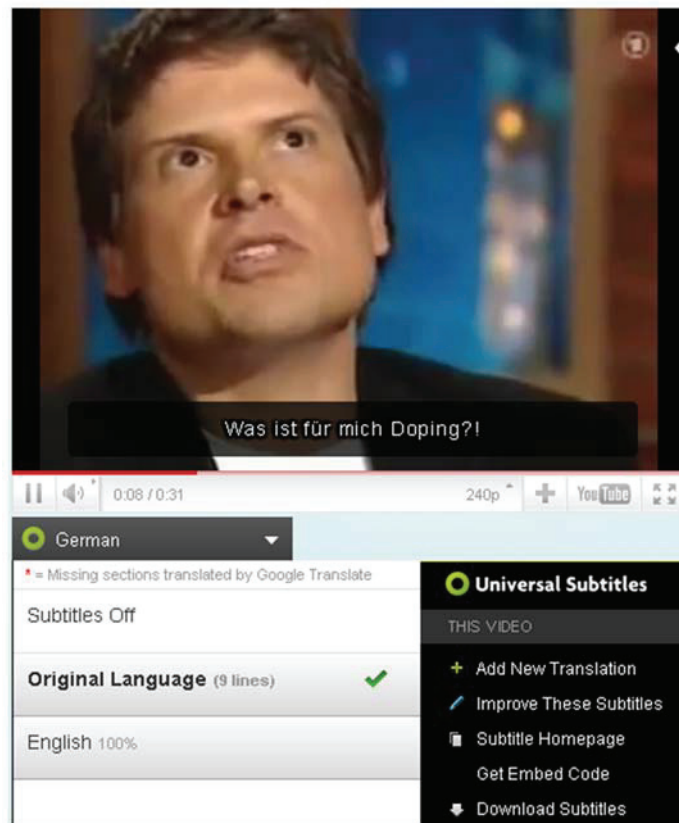 Was ist für mich Doping?!
0:08 / 0:31
240p
YouTube
German
* = Missing sections translated by Google Translate
Subtitles Off
Original Language (9 lines)
English 100%
Universal Subtitles
THIS VIDEO
Add New Translation
Improve These Subtitles
Subtitle Homepage
Get Embed Code
Download Subtitles